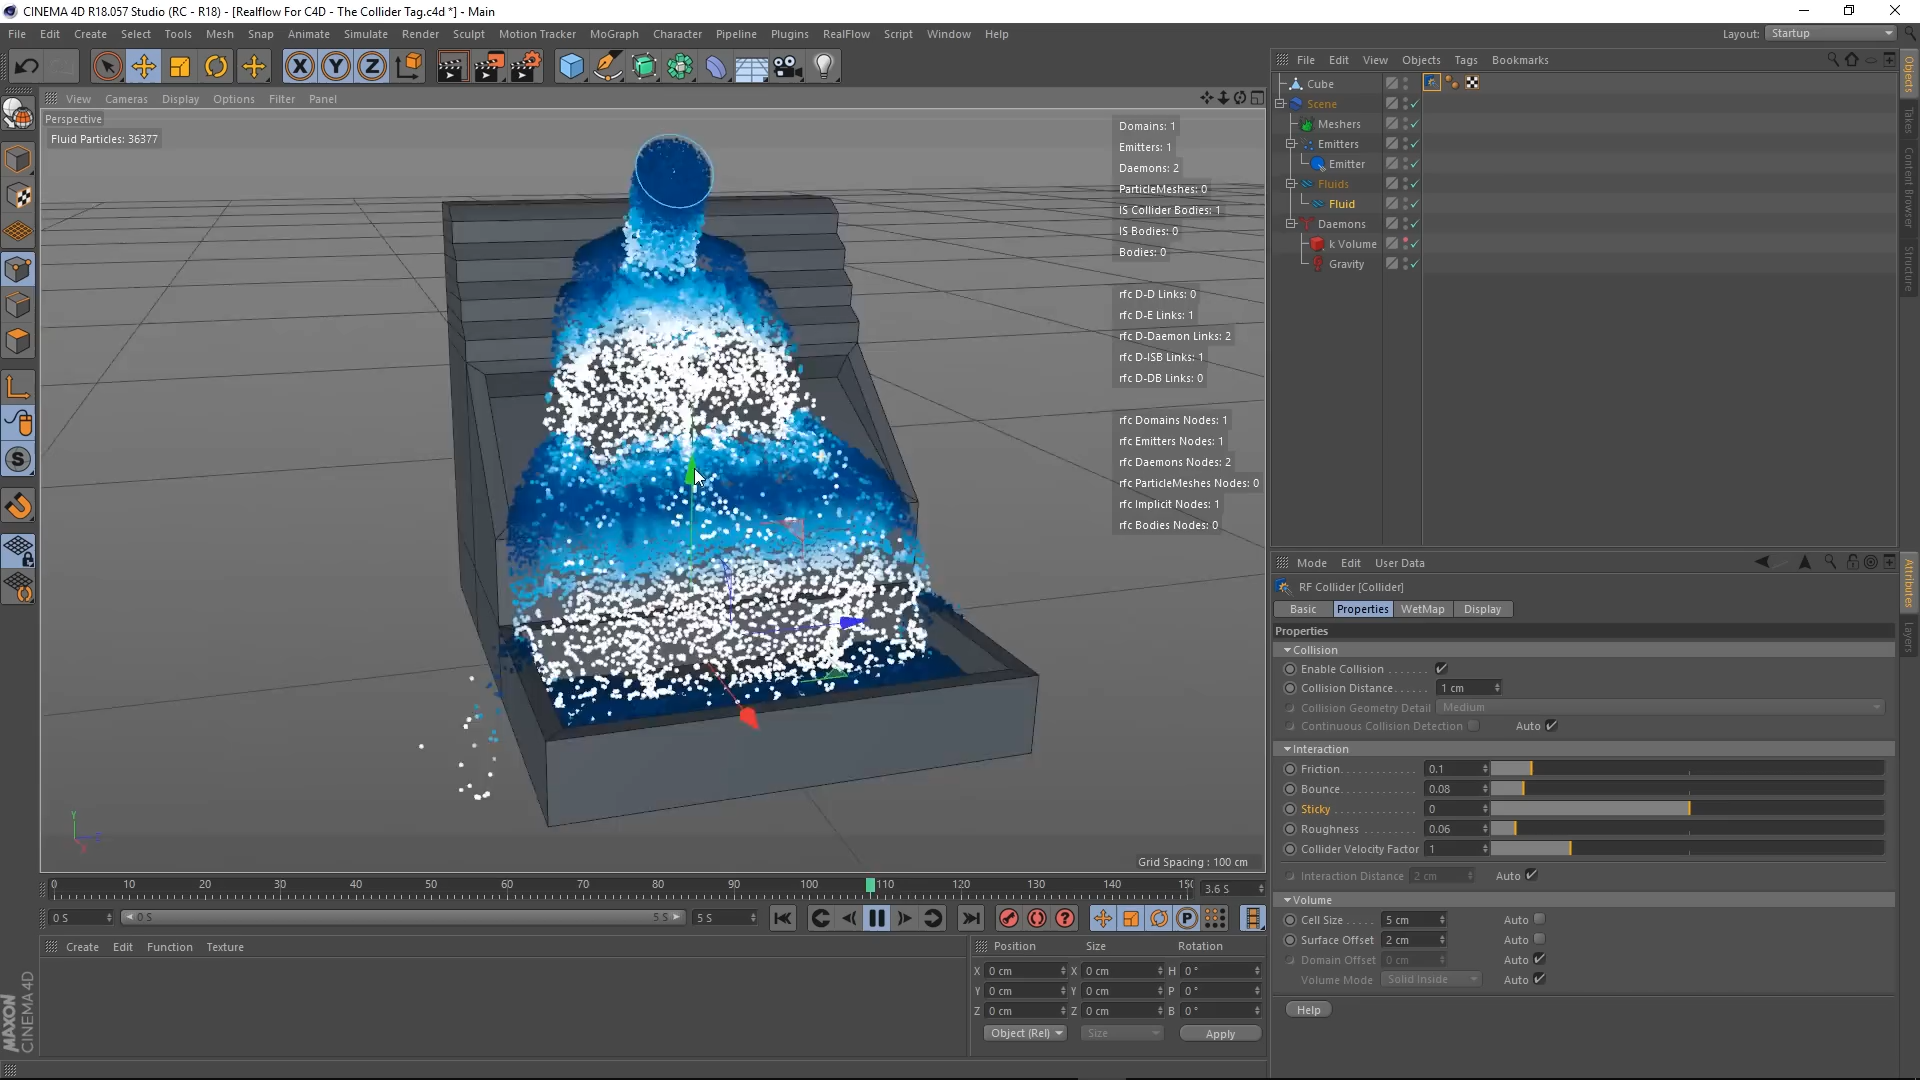 CINEMA 4D R18.057 Studio (RC - R18) - [Realflow For C4D - The Collider Tag.c4d *] - Main
File Edit Create Select Tools Mesh Snap Animate Simulate Render Sculpt Motion Tracker MoGraph Character Pipeline Plugins RealFlow Script Window Help Layout: Startup
X Y Z
File Edit View Objects Tags Bookmarks
View Cameras Display Options Filter Panel
Perspective
Fluid Particles: 36377
Domains: 1
Emitters: 1
Daemons: 2
ParticleMeshes: 0
IS Collider Bodies: 1
IS Bodies: 0
Bodies: 0
rfc D-D Links: 0
rfc D-E Links: 1
rfc D-Daemon Links: 2
rfc D-ISB Links: 1
rfc D-DB Links: 0
rfc Domains Nodes: 1
rfc Emitters Nodes: 1
rfc Daemons Nodes: 2
rfc ParticleMeshes Nodes: 0
rfc Implicit Nodes: 1
rfc Bodies Nodes: 0
Y
Grid Spacing : 100 cm
Cube
Scene
Meshers
Emitters
Emitter
Fluids
Fluid
Daemons
k Volume
Gravity
Objects
Takes
Content Browser
Structure
Mode Edit User Data
RF Collider [Collider]
Basic Properties WetMap Display
Properties
Collision
Enable Collision
Collision Distance 1 cm
Collision Geometry Detail Medium
Continuous Collision Detection Auto
Interaction
Friction 0.1
Bounce 0.08
Sticky 0
Roughness 0.06
Collider Velocity Factor 1
Interaction Distance 2 cm Auto
Volume
Cell Size 5 cm Auto
Surface Offset 2 cm Auto
Domain Offset 0 cm Auto
Volume Mode Solid Inside Auto
Help
Attributes
Layers
0 10 20 30 40 50 60 70 80 90 100 110 120 130 140 15 3.6 S
0 S 0 S 5 S 5 S
P
Create Edit Function Texture
Position Size Rotation
X 0 cm X 0 cm H 0 °
Y 0 cm Y 0 cm P 0 °
Z 0 cm Z 0 cm B 0 °
Object (Rel) Size Apply
MAXON
CINEMA 4D